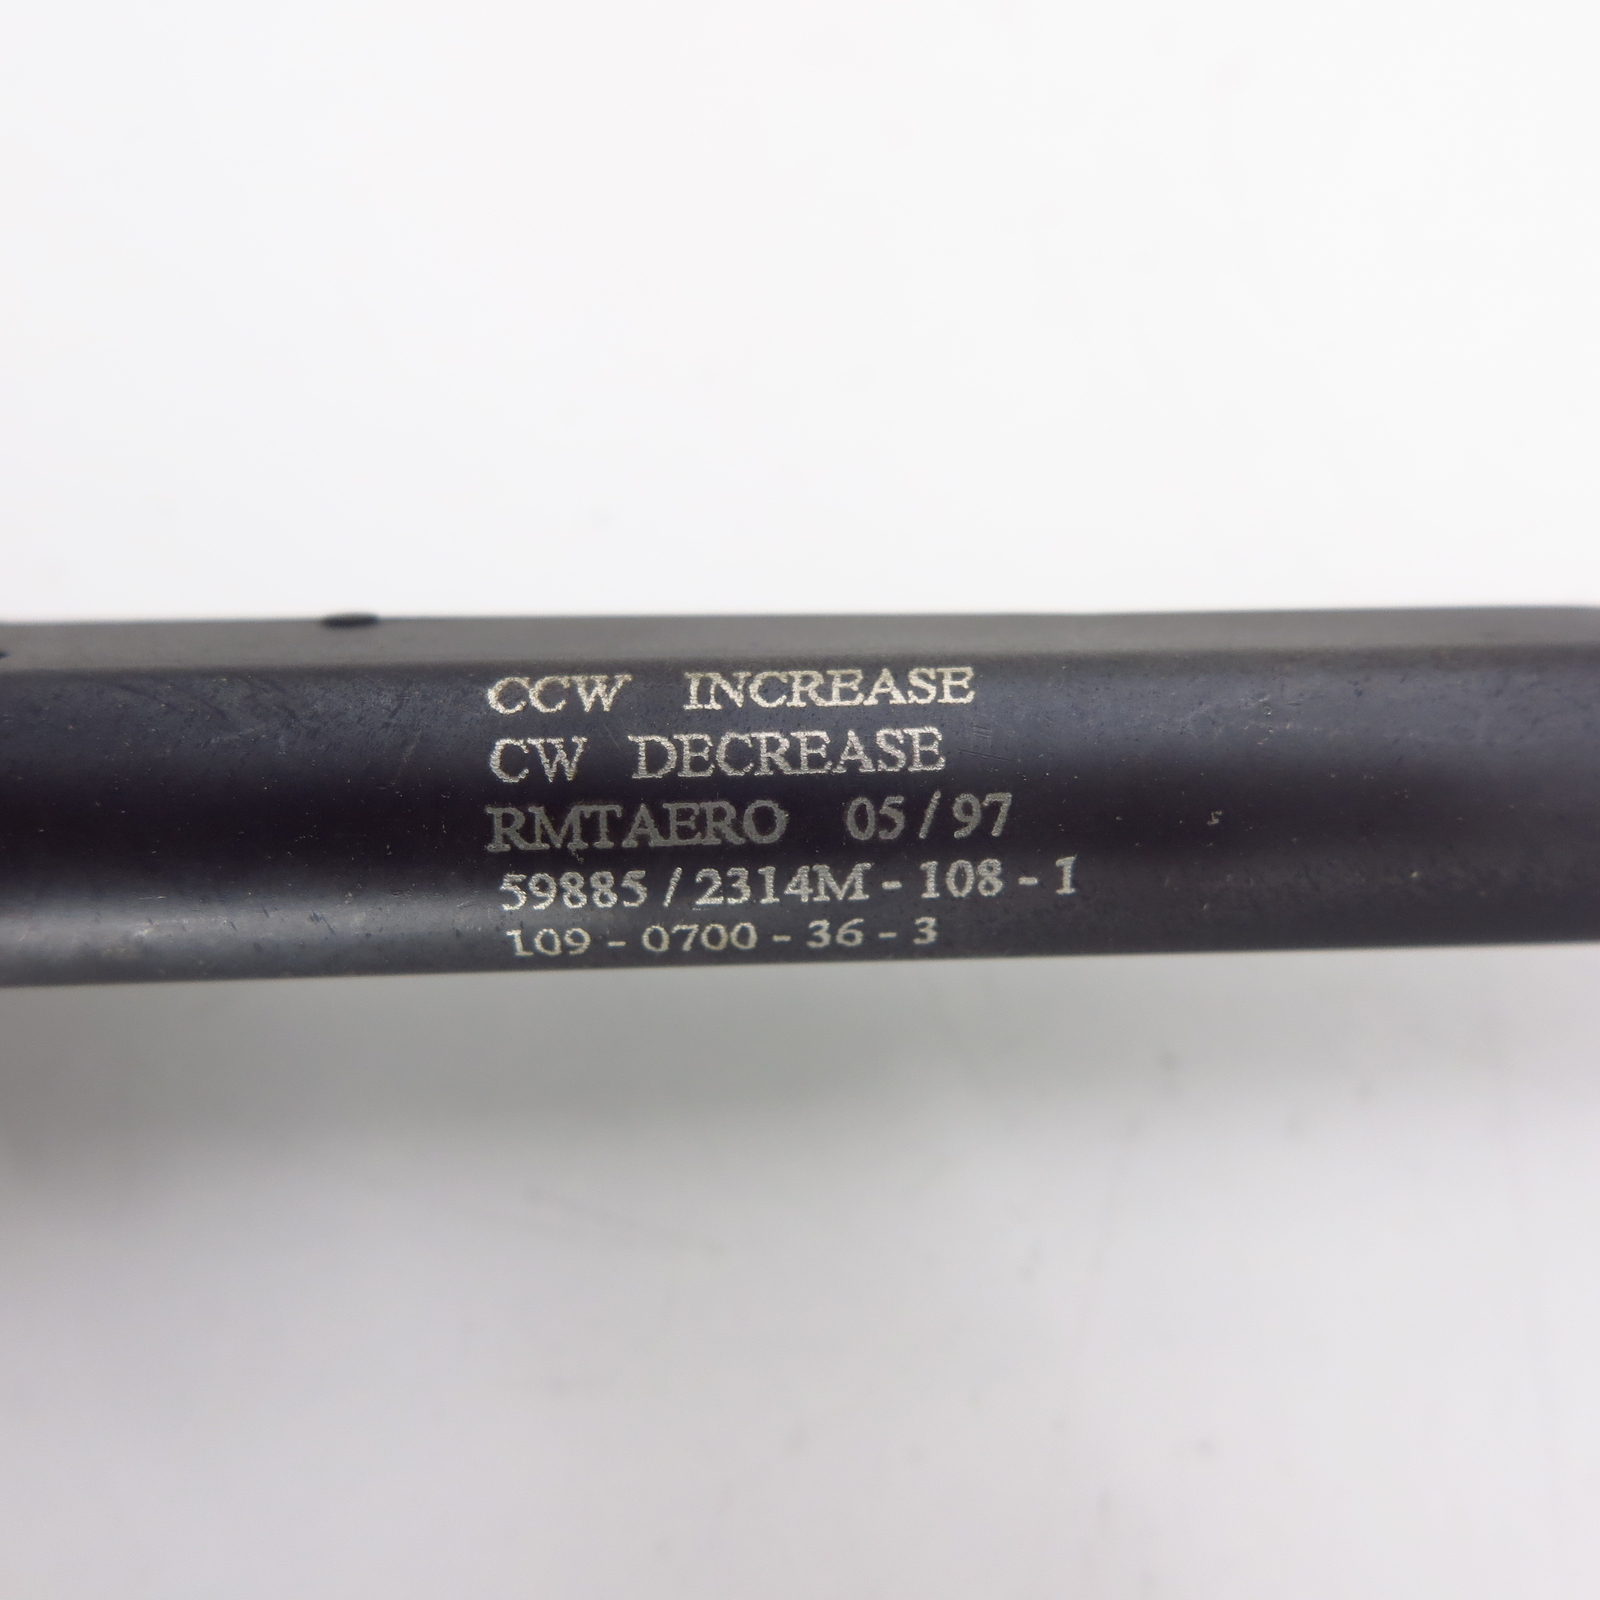 CCW INCREASE
CW DECREASE
RMTAERO 05/97
59885/2314M-108-1
109-0700-36-3